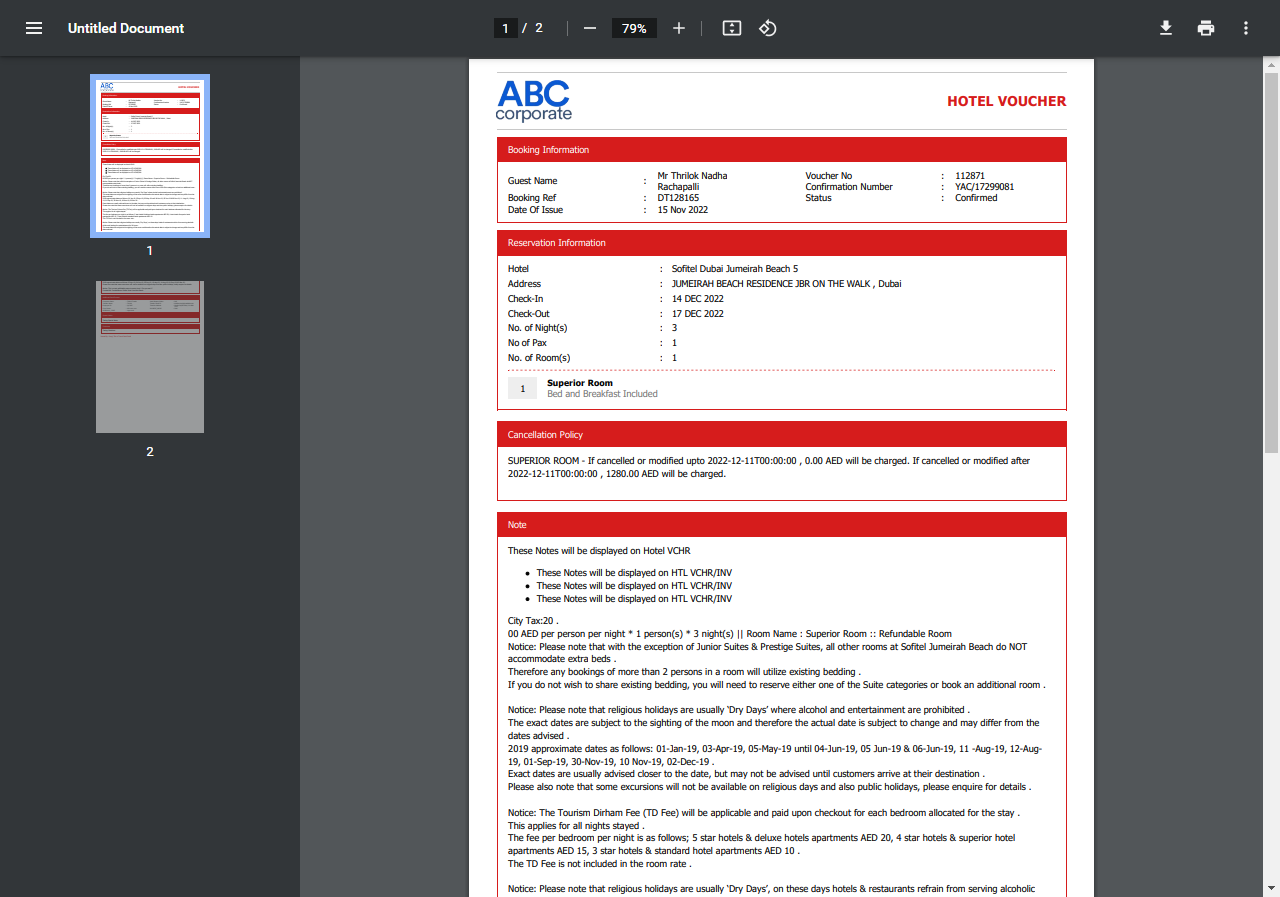 Untitled Document
1 / 2
79%
1
2
ABC
corporate
HOTEL VOUCHER
Booking Information
Guest Name : Mr Thrilok Nadha Rachapalli
Voucher No : 112871
Confirmation Number : YAC/17299081
Booking Ref : DT128165
Status : Confirmed
Date Of Issue : 15 Nov 2022
Reservation Information
Hotel : Sofitel Dubai Jumeirah Beach 5
Address : JUMEIRAH BEACH RESIDENCE JBR ON THE WALK , Dubai
Check-In : 14 DEC 2022
Check-Out : 17 DEC 2022
No. of Night(s) : 3
No of Pax : 1
No. of Room(s) : 1
1 Superior Room
Bed and Breakfast Included
Cancellation Policy
SUPERIOR ROOM - If cancelled or modified upto 2022-12-11T00:00:00 , 0.00 AED will be charged. If cancelled or modified after
2022-12-11T00:00:00 , 1280.00 AED will be charged.
Note
These Notes will be displayed on Hotel VCHR
• These Notes will be displayed on HTL VCHR/INV
• These Notes will be displayed on HTL VCHR/INV
• These Notes will be displayed on HTL VCHR/INV
City Tax:20 .
00 AED per person per night * 1 person(s) * 3 night(s) || Room Name : Superior Room :: Refundable Room
Notice: Please note that with the exception of Junior Suites & Prestige Suites, all other rooms at Sofitel Jumeirah Beach do NOT
accommodate extra beds .
Therefore any bookings of more than 2 persons in a room will utilize existing bedding .
If you do not wish to share existing bedding, you will need to reserve either one of the Suite categories or book an additional room .
Notice: Please note that religious holidays are usually ‘Dry Days’ where alcohol and entertainment are prohibited .
The exact dates are subject to the sighting of the moon and therefore the actual date is subject to change and may differ from the
dates advised .
2019 approximate dates as follows: 01-Jan-19, 03-Apr-19, 05-May-19 until 04-Jun-19, 05 Jun-19 & 06-Jun-19, 11 -Aug-19, 12-Aug-
19, 01-Sep-19, 30-Nov-19, 10 Nov-19, 02-Dec-19 .
Exact dates are usually advised closer to the date, but may not be advised until customers arrive at their destination .
Please also note that some excursions will not be available on religious days and also public holidays, please enquire for details .
Notice: The Tourism Dirham Fee (TD Fee) will be applicable and paid upon checkout for each bedroom allocated for the stay .
This applies for all nights stayed .
The fee per bedroom per night is as follows; 5 star hotels & deluxe hotels apartments AED 20, 4 star hotels & superior hotel
apartments AED 15, 3 star hotels & standard hotel apartments AED 10 .
The TD Fee is not included in the room rate .
Notice: Please note that religious holidays are usually ‘Dry Days’, on these days hotels & restaurants refrain from serving alcoholic